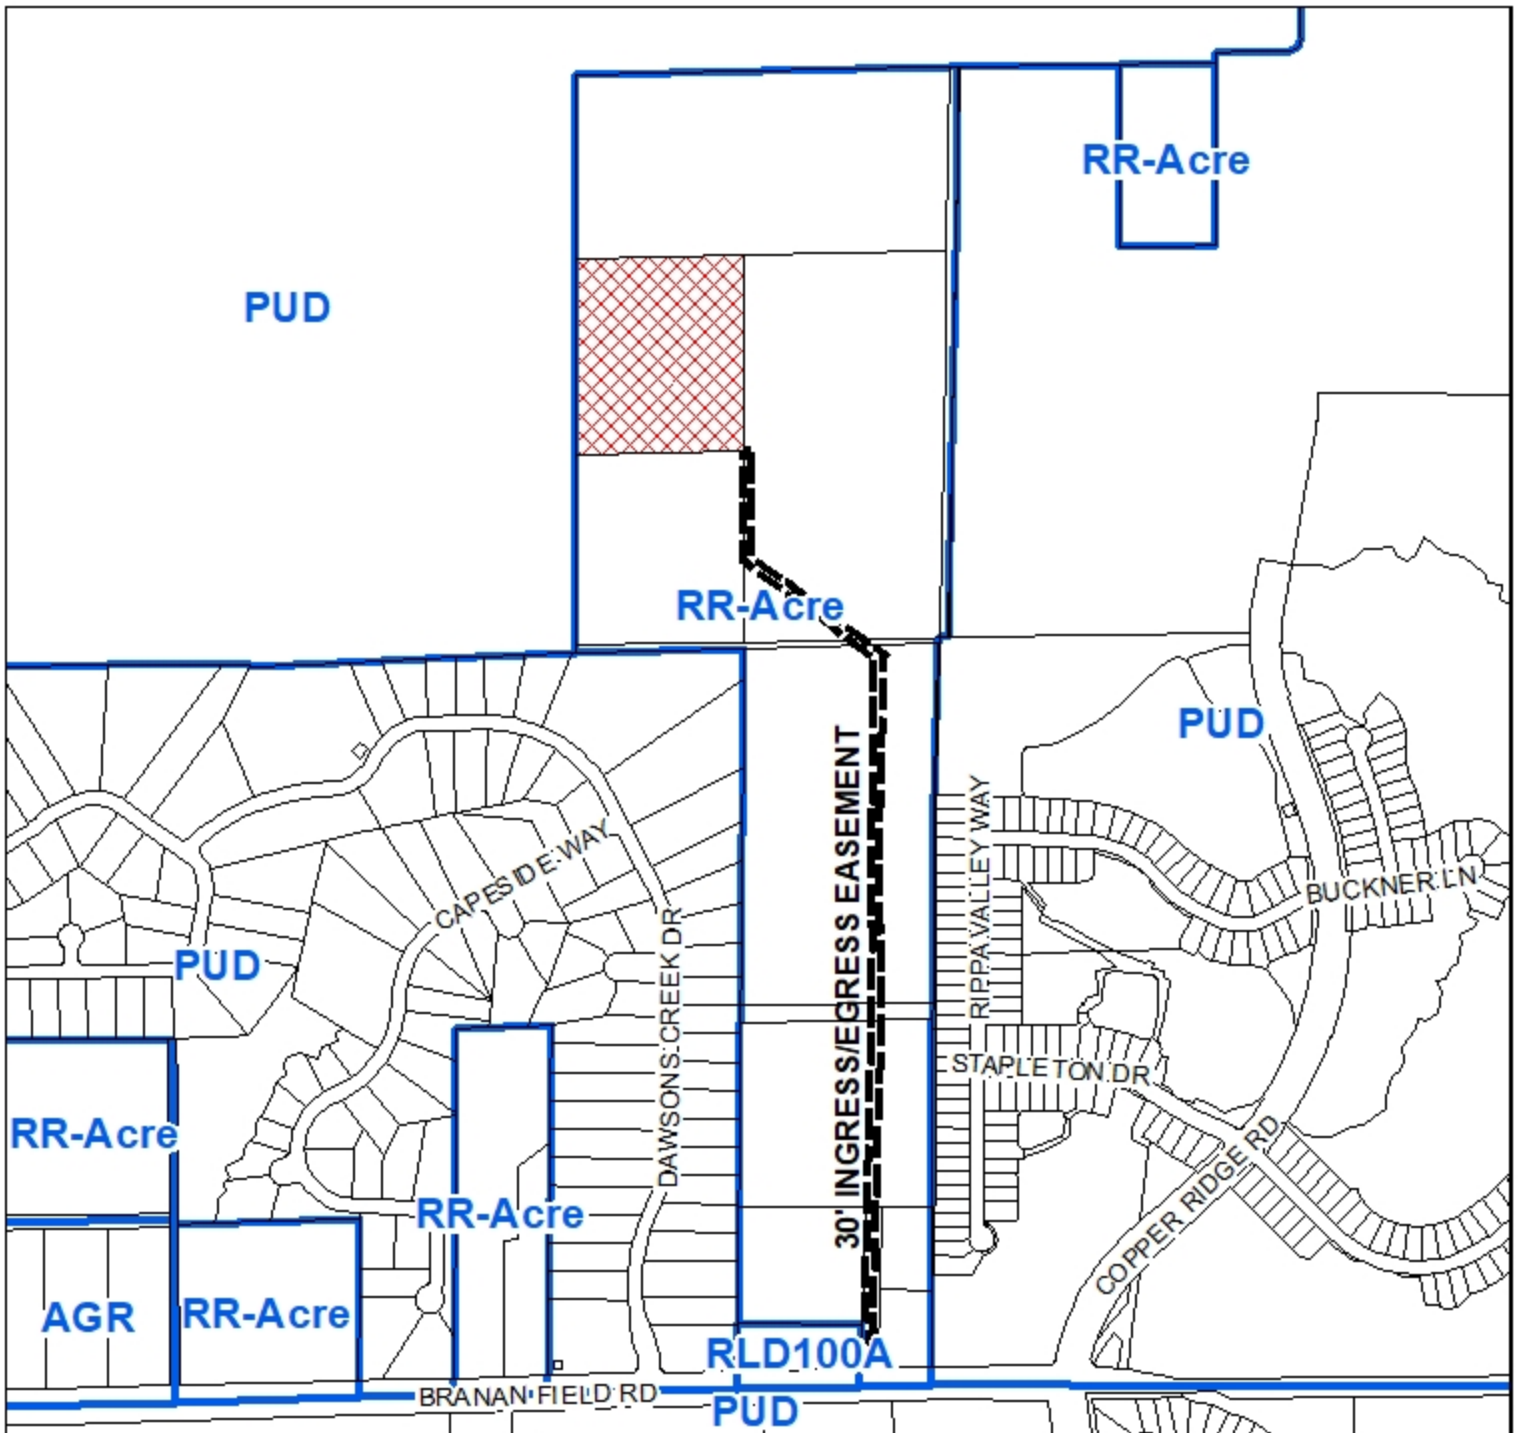 RR-Acre
PUD
RR-Acre
PUD
30' INGRESS/EGRESS EASEMENT
RIPPA VALLEY WAY
CAPESIDE WAY
BUCKNER LN
DAWSONS CREEK DR
PUD
STAPLETON DR
RR-Acre
COPPER RIDGE RD
RR-Acre
AGR
RR-Acre
RLD100A
BRANAN FIELD RD
PUD